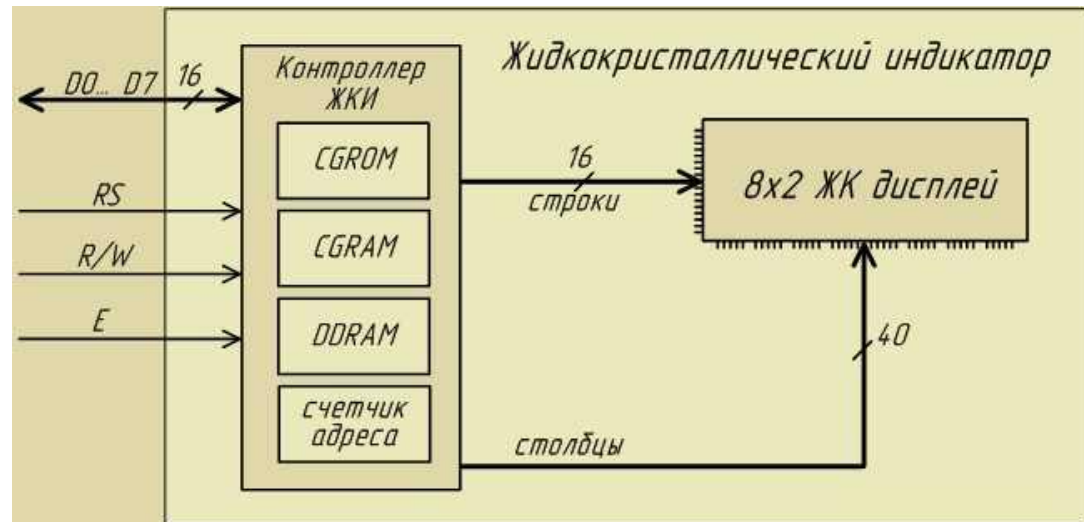 Жидкокристаллический индикатор
D0... D7
16
Контроллер
ЖКИ
CGROM
CGRAM
DDRAM
счетчик
адреса
RS
R/W
E
16
строки
8x2 ЖК дисплей
40
столбцы